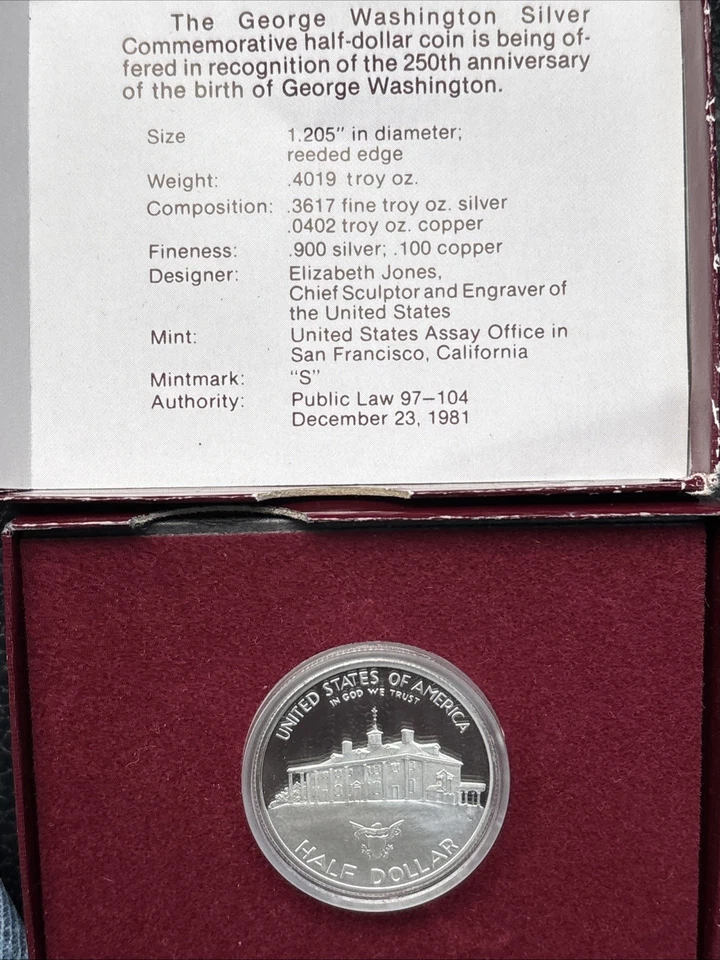 The George Washington Silver
Commemorative half-dollar coin is being of-
fered in recognition of the 250th anniversary
of the birth of George Washington.
Size 1.205" in diameter;
reeded edge
Weight: .4019 troy oz.
Composition: .3617 fine troy oz. silver
.0402 troy oz. copper
Fineness: .900 silver; .100 copper
Designer: Elizabeth Jones,
Chief Sculptor and Engraver of
the United States
Mint: United States Assay Office in
San Francisco, California
Mintmark: "S"
Authority: Public Law 97–104
December 23, 1981
UNITED STATES OF AMERICA
IN GOD WE TRUST
HALF DOLLAR